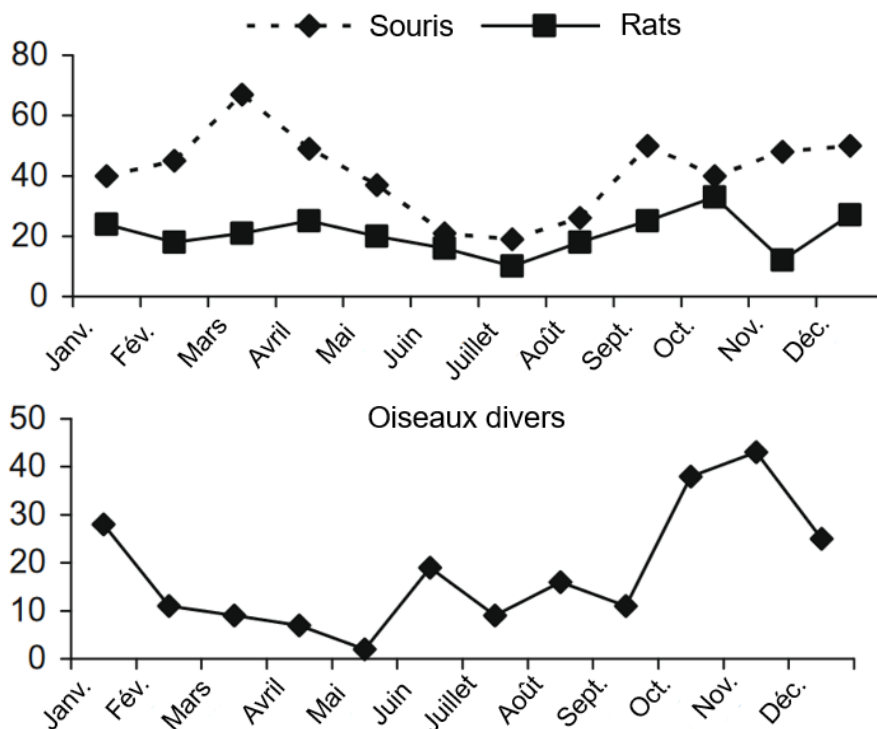 Souris Rats
80
60
40
20
0
Janv. Fév. Mars Avril Mai Juin Juillet Août Sept. Oct. Nov. Déc.
Oiseaux divers
50
40
30
20
10
0
Janv. Fév. Mars Avril Mai Juin Juillet Août Sept. Oct. Nov. Déc.